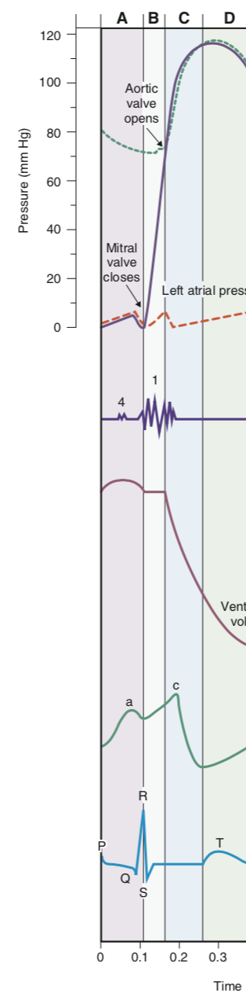 A B C D
120
100
80
60
40
20
0
Pressure (mm Hg)
Aortic
valve
opens
Mitral
valve
closes
Left atrial press
1
4
Vent
vol
a
c
P
Q
R
S
T
0 0.1 0.2 0.3
Time